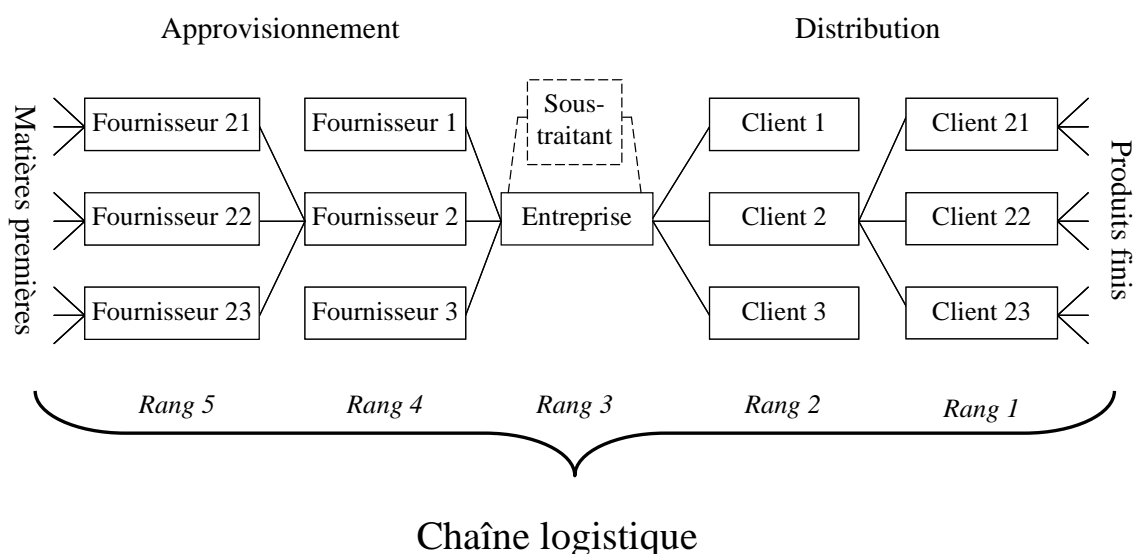 Approvisionnement
Distribution
Matières premières
Fournisseur 21
Fournisseur 1
Sous-
traitant
Client 1
Client 21
Fournisseur 22
Fournisseur 2
Entreprise
Client 2
Client 22
Fournisseur 23
Fournisseur 3
Client 3
Client 23
Produits finis
Rang 5
Rang 4
Rang 3
Rang 2
Rang 1
Chaîne logistique